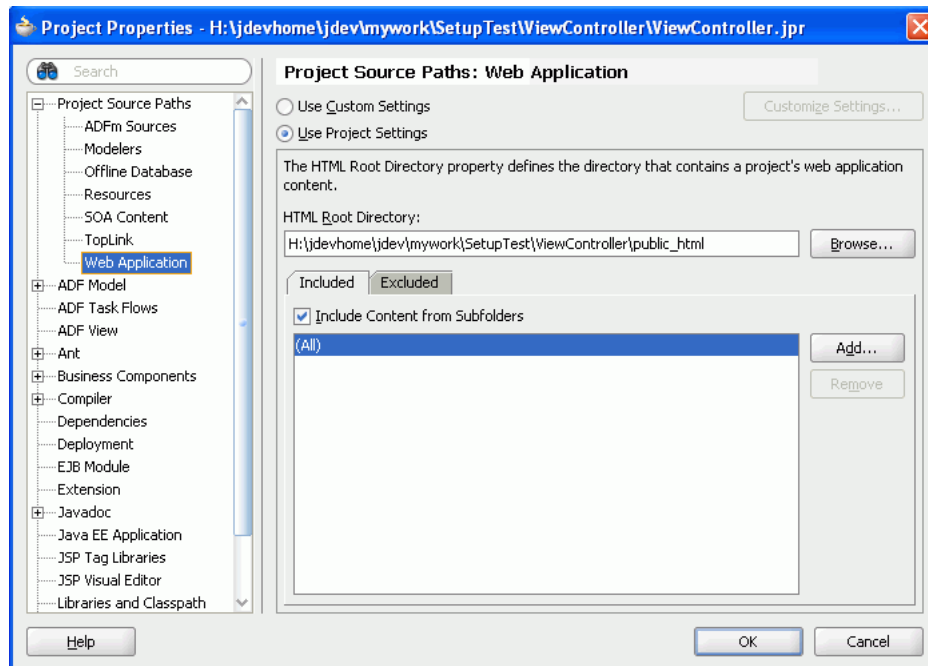 Project Properties - H:\jdevhome\jdev\mywork\SetupTest\ViewController\ViewController.jpr
Search
Project Source Paths
ADFm Sources
Modelers
Offline Database
Resources
SOA Content
TopLink
Web Application
ADF Model
ADF Task Flows
ADF View
Ant
Business Components
Compiler
Dependencies
Deployment
EJB Module
Extension
Javadoc
Java EE Application
JSP Tag Libraries
JSP Visual Editor
Libraries and Classpath
Project Source Paths: Web Application
Use Custom Settings
Customize Settings...
Use Project Settings
The HTML Root Directory property defines the directory that contains a project's web application
content.
HTML Root Directory:
H:\jdevhome\jdev\mywork\SetupTest\ViewController\public_html
Browse...
Included
Excluded
Include Content from Subfolders
(All)
Add...
Remove
Help
OK
Cancel